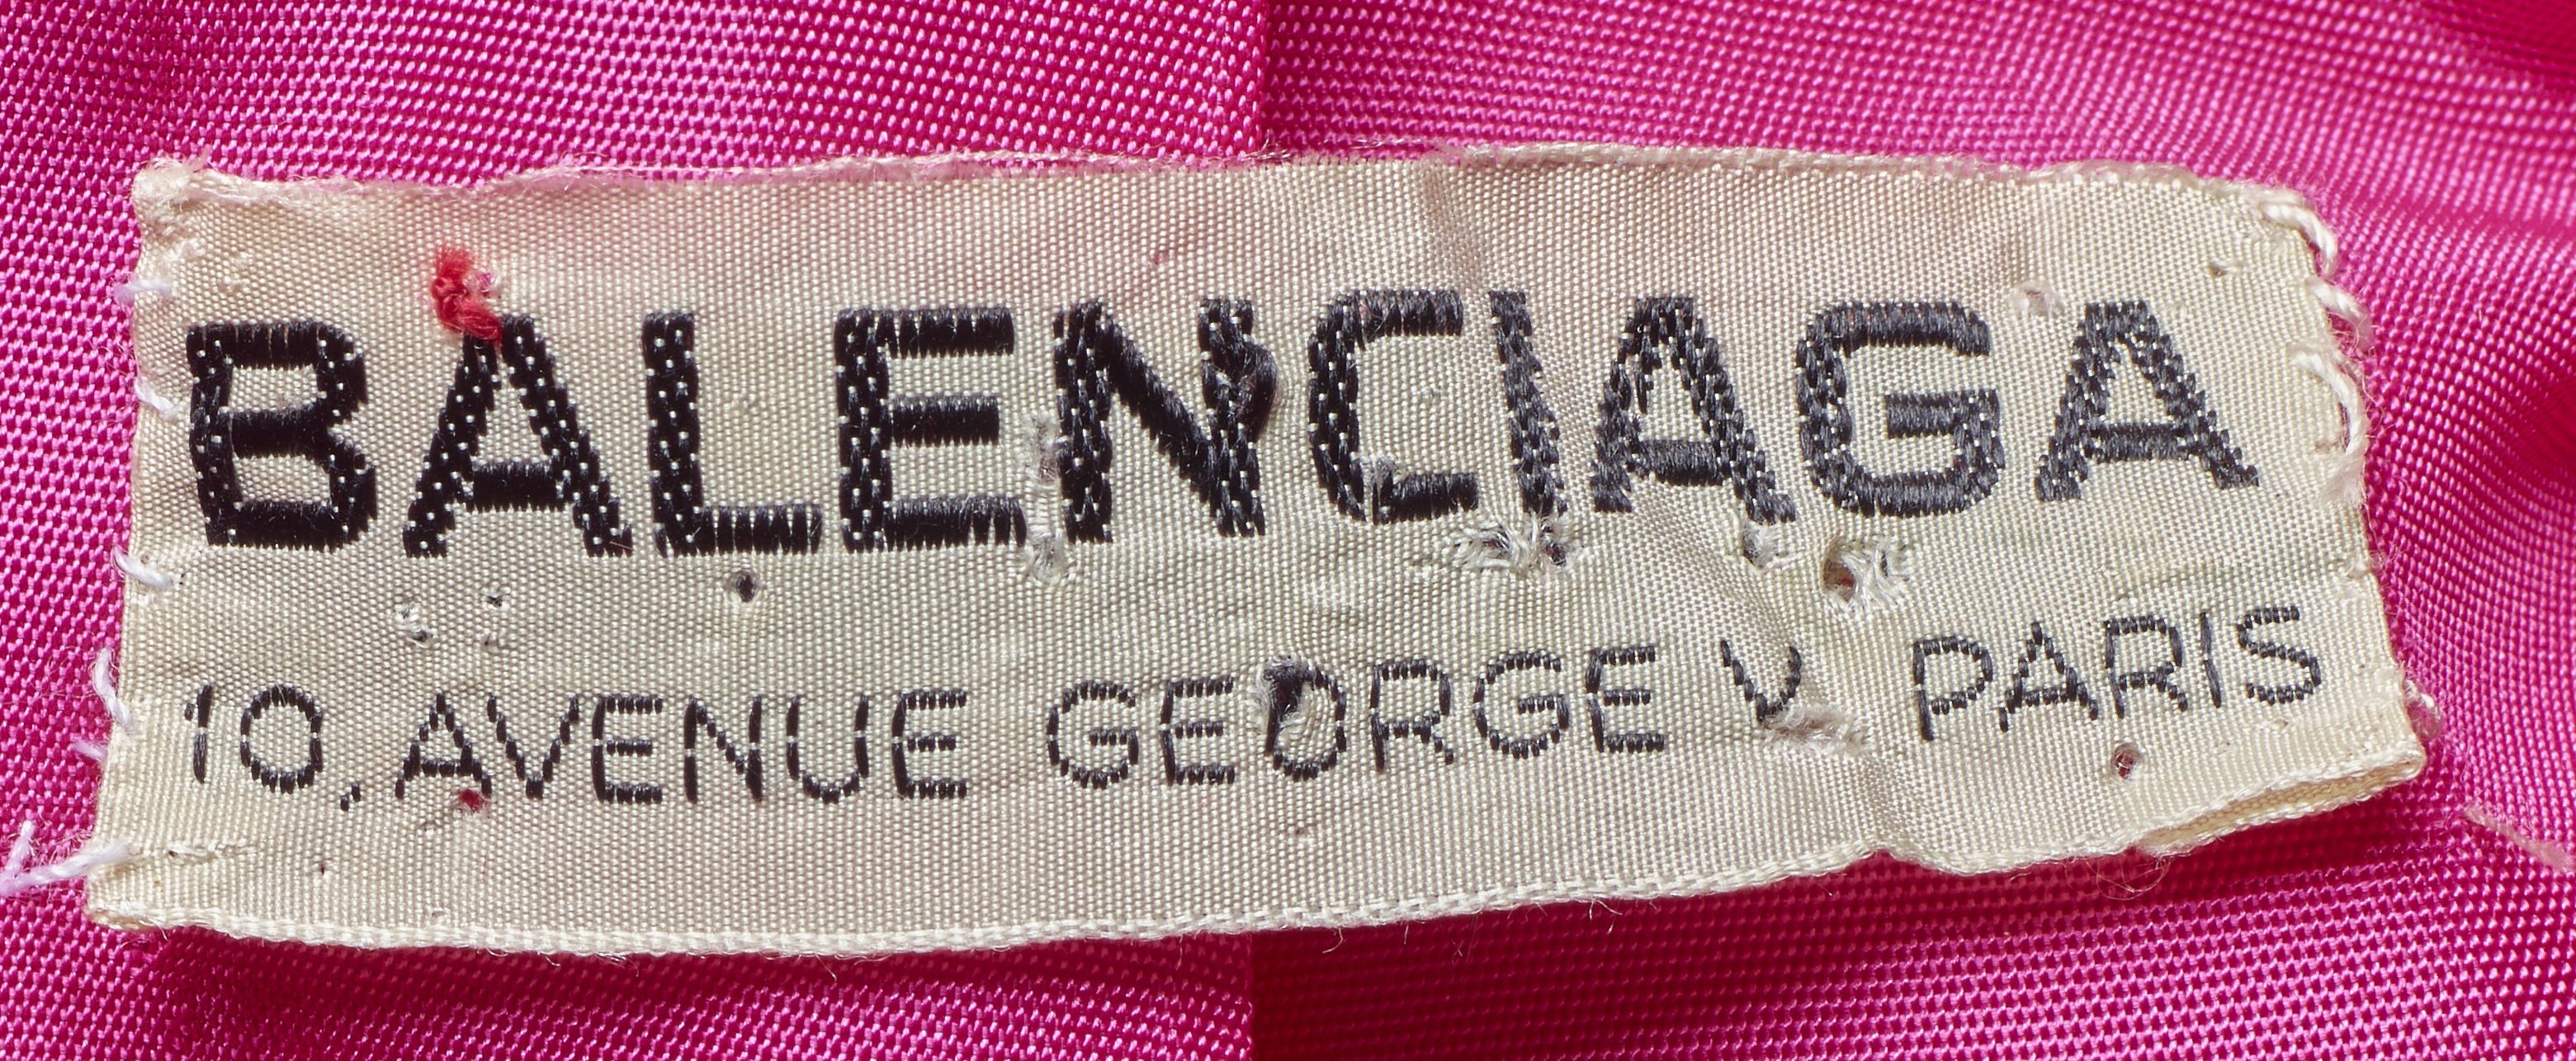 BALENCIAGA
10, AVENUE GEORGE V PARIS